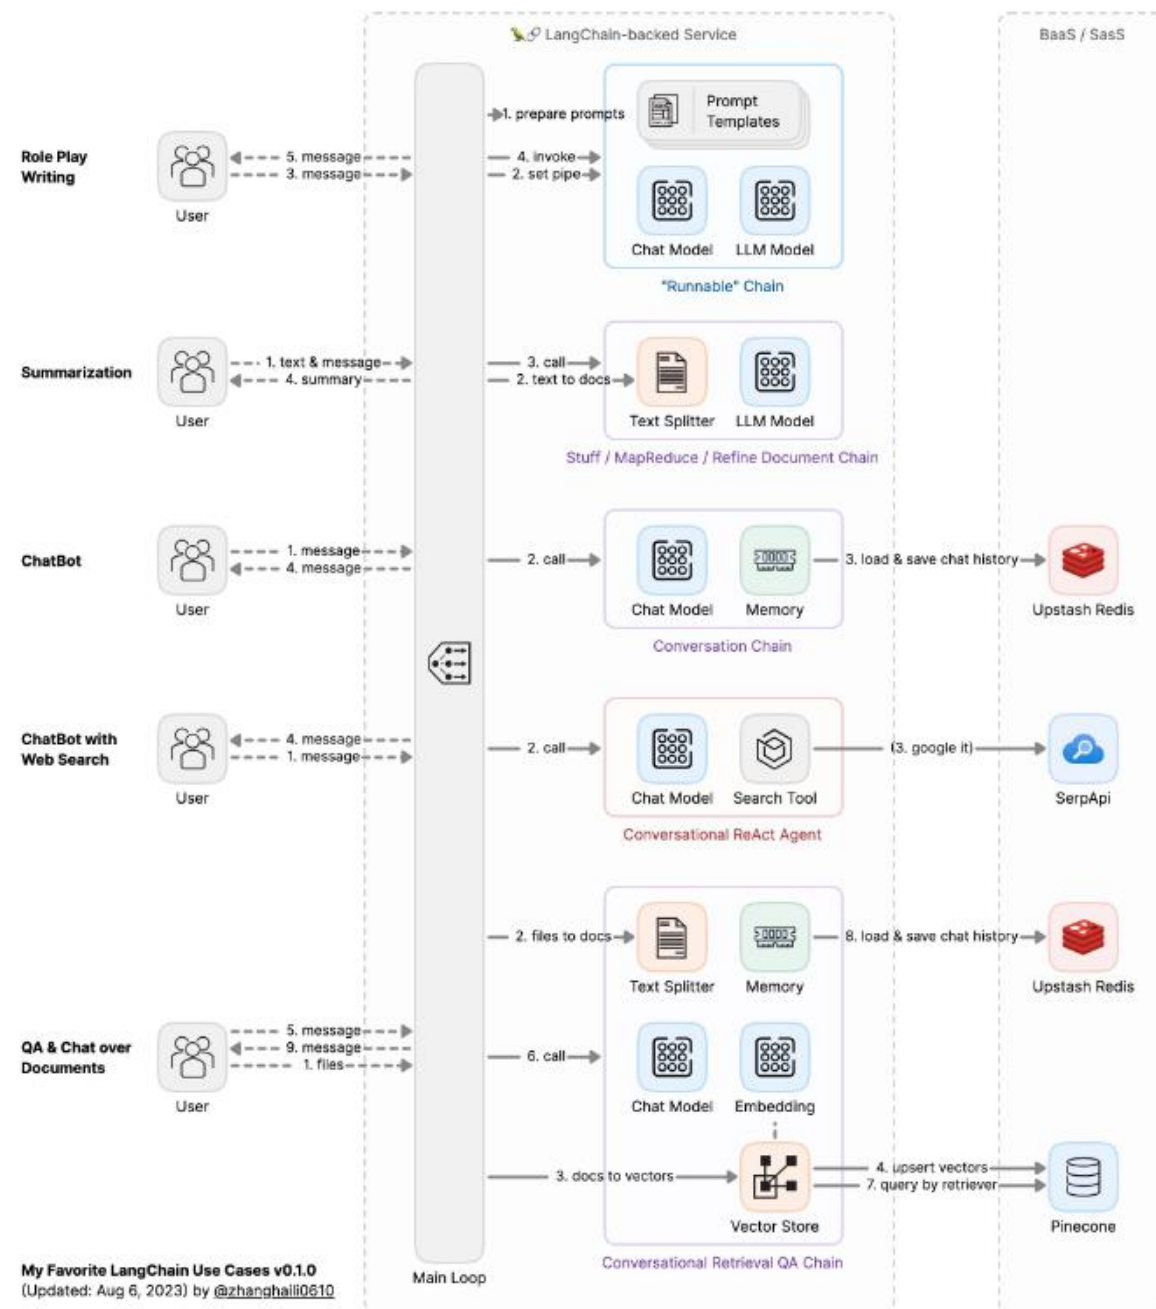 🦜🔗 LangChain-backed Service
BaaS / SasS
Role Play
Writing
User
5. message
3. message
1. prepare prompts
4. invoke
2. set pipe
Prompt
Templates
Chat Model
LLM Model
"Runnable" Chain
Summarization
User
1. text & message
4. summary
3. call
2. text to docs
Text Splitter
LLM Model
Stuff / MapReduce / Refine Document Chain
ChatBot
User
1. message
4. message
2. call
Chat Model
Memory
3. load & save chat history
Upstash Redis
Conversation Chain
ChatBot with
Web Search
User
4. message
1. message
2. call
Chat Model
Search Tool
(3. google it)
SerpApi
Conversational ReAct Agent
2. files to docs
Text Splitter
Memory
8. load & save chat history
Upstash Redis
QA & Chat over
Documents
User
5. message
9. message
1. files
6. call
Chat Model
Embedding
3. docs to vectors
Vector Store
4. upsert vectors
7. query by retriever
Pinecone
Conversational Retrieval QA Chain
Main Loop
My Favorite LangChain Use Cases v0.1.0
(Updated: Aug 6, 2023) by @zhanghaili0610